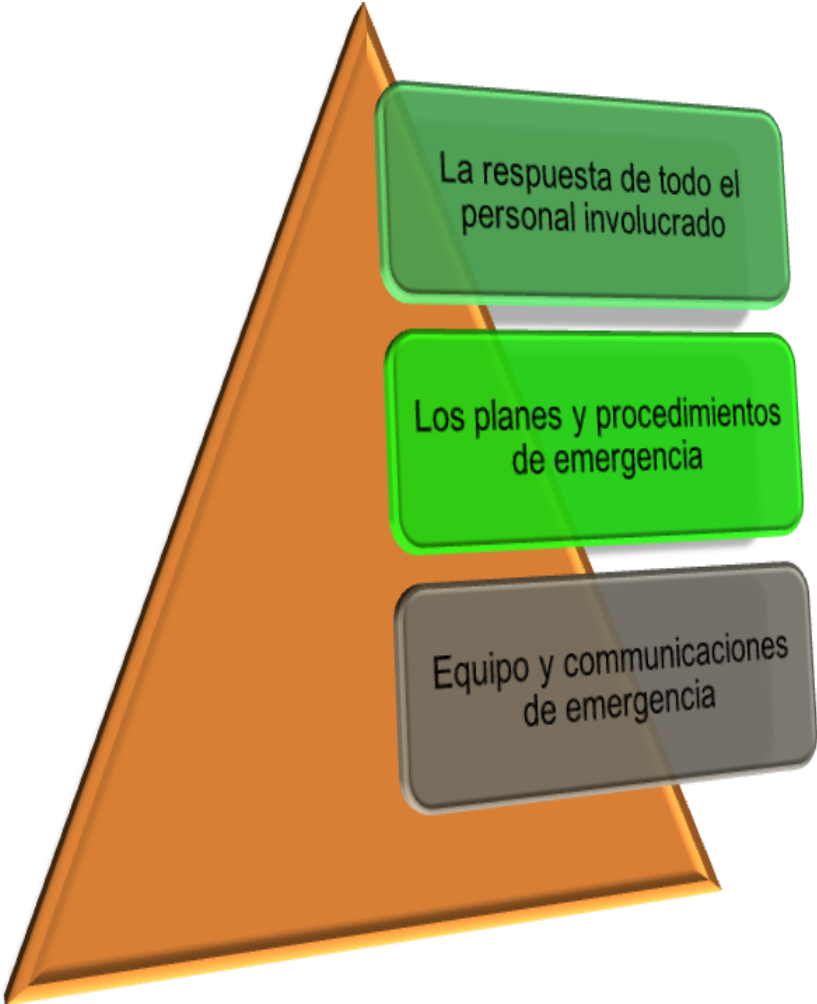 La respuesta de todo el
personal involucrado
Los planes y procedimientos
de emergencia
Equipo y communicaciones
de emergencia